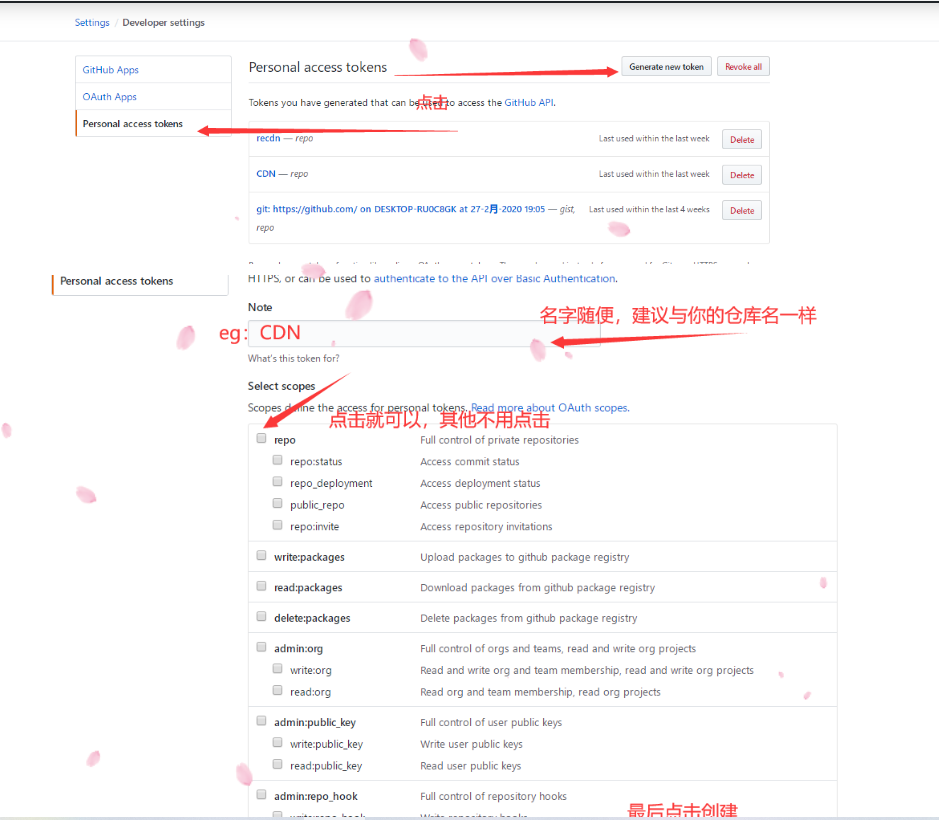 Settings / Developer settings
GitHub Apps
OAuth Apps
Personal access tokens
Personal access tokens
Generate new token
Revoke all
Tokens you have generated that can be used to access the GitHub API.
点击
recdn — repo
Last used within the last week
Delete
CDN — repo
Last used within the last week
Delete
git: https://github.com/ on DESKTOP-RU0C8GK at 27-2月-2020 19:05 — gist,
repo
Last used within the last 4 weeks
Delete
Personal access tokens
HTTPS, or can be used to authenticate to the API over Basic Authentication.
Note
名字随便，建议与你的仓库名一样
eg: CDN
What's this token for?
Select scopes
Scopes define the access for personal tokens. Read more about OAuth scopes.
点击就可以，其他不用点击
repo Full control of private repositories
repo:status Access commit status
repo_deployment Access deployment status
public_repo Access public repositories
repo:invite Access repository invitations
write:packages Upload packages to github package registry
read:packages Download packages from github package registry
delete:packages Delete packages from github package registry
admin:org Full control of orgs and teams, read and write org projects
write:org Read and write org and team membership, read and write org projects
read:org Read org and team membership, read org projects
admin:public_key Full control of user public keys
write:public_key Write user public keys
read:public_key Read user public keys
admin:repo_hook Full control of repository hooks
最后点击创建
write:repo_hook Write repository hooks